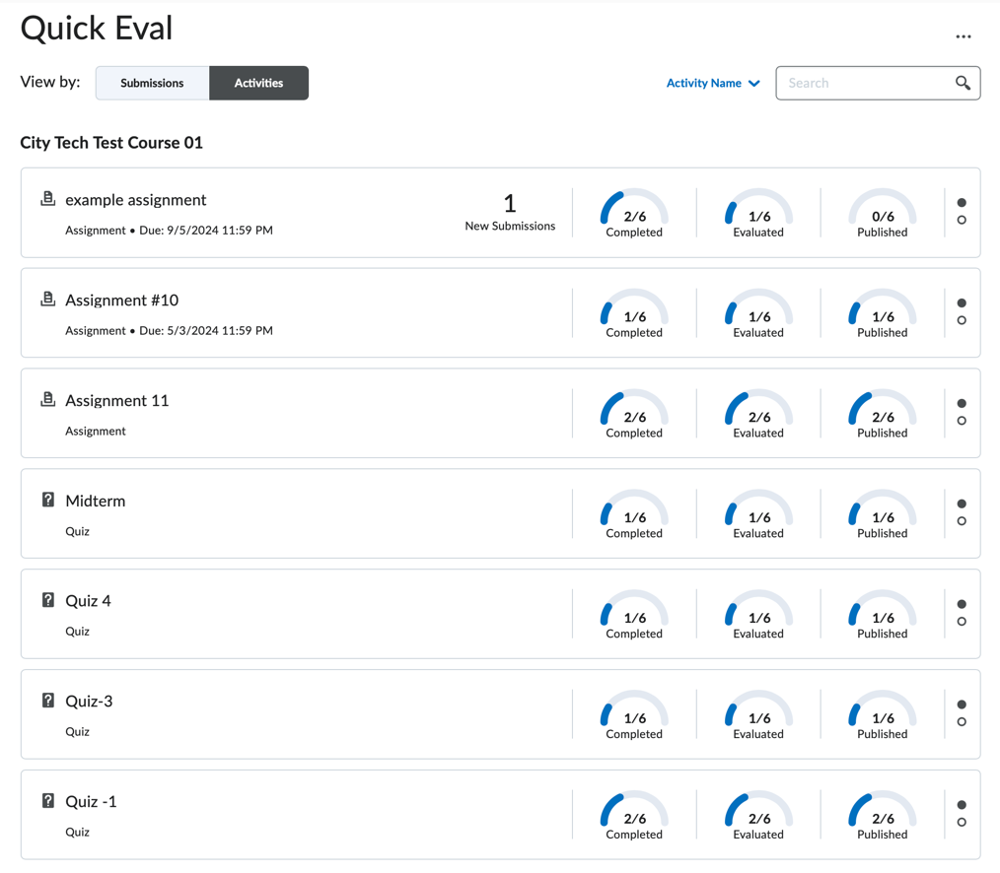 Quick Eval
...
View by: Submissions Activities Activity Name Search
City Tech Test Course 01
example assignment
Assignment • Due: 9/5/2024 11:59 PM
1
New Submissions
2/6
Completed
1/6
Evaluated
0/6
Published
Assignment #10
Assignment • Due: 5/3/2024 11:59 PM
1/6
Completed
1/6
Evaluated
1/6
Published
Assignment 11
Assignment
2/6
Completed
2/6
Evaluated
2/6
Published
Midterm
Quiz
1/6
Completed
1/6
Evaluated
1/6
Published
Quiz 4
Quiz
1/6
Completed
1/6
Evaluated
1/6
Published
Quiz-3
Quiz
1/6
Completed
1/6
Evaluated
1/6
Published
Quiz -1
Quiz
2/6
Completed
2/6
Evaluated
2/6
Published